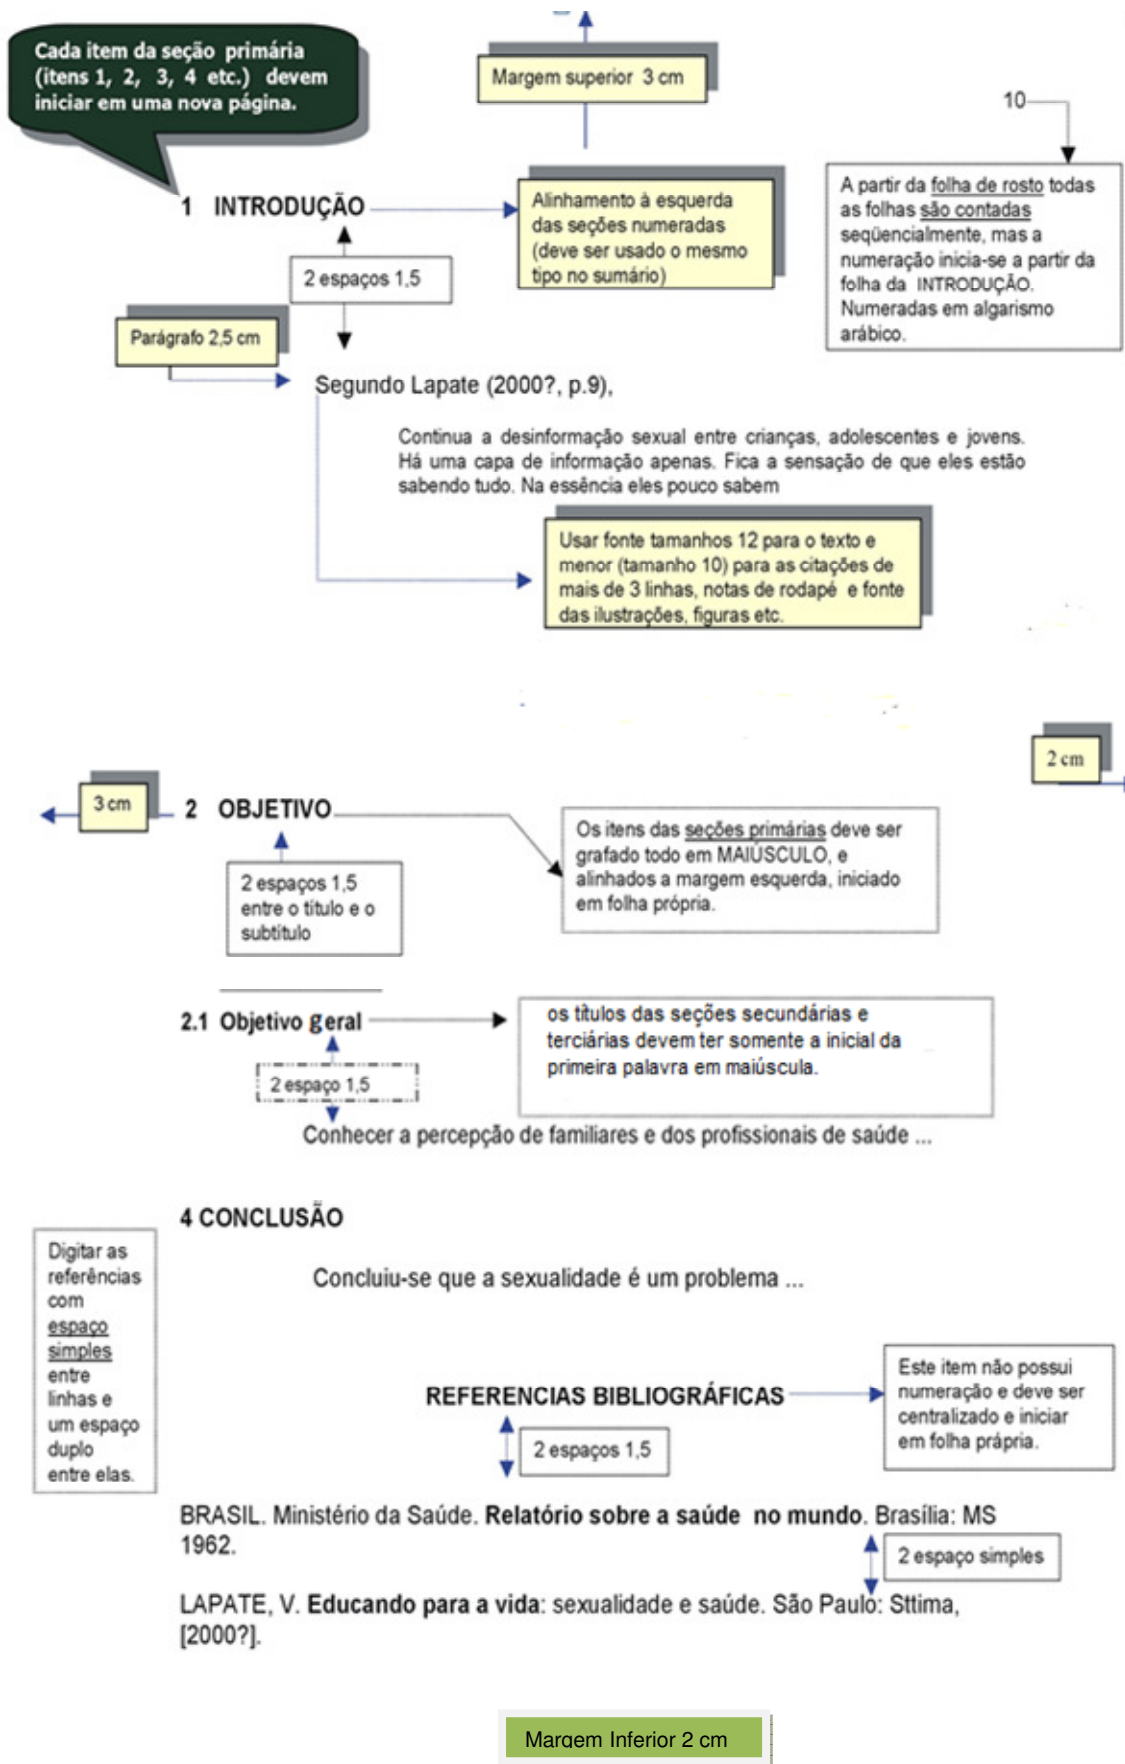 Cada item da seção primária
(itens 1, 2, 3, 4 etc.) devem
iniciar em uma nova página.
Margem superior 3 cm
10
1 INTRODUÇÃO
Alinhamento à esquerda
das seções numeradas
(deve ser usado o mesmo
tipo no sumário)
A partir da folha de rosto todas
as folhas são contadas
seqüencialmente, mas a
numeração inicia-se a partir da
folha da INTRODUÇÃO.
Numeradas em algarismo
arábico.
2 espaços 1,5
Parágrafo 2,5 cm
Segundo Lapate (2000?, p.9),
Continua a desinformação sexual entre crianças, adolescentes e jovens.
Há uma capa de informação apenas. Fica a sensação de que eles estão
sabendo tudo. Na essência eles pouco sabem
Usar fonte tamanhos 12 para o texto e
menor (tamanho 10) para as citações de
mais de 3 linhas, notas de rodapé e fonte
das ilustrações, figuras etc.
2 cm
3 cm
2 OBJETIVO
Os itens das seções primárias deve ser
grafado todo em MAIÚSCULO, e
alinhados a margem esquerda, iniciado
em folha própria.
2 espaços 1,5
entre o título e o
subtítulo
2.1 Objetivo geral
os títulos das seções secundárias e
terciárias devem ter somente a inicial da
primeira palavra em maiúscula.
2 espaço 1,5
Conhecer a percepção de familiares e dos profissionais de saúde ...
4 CONCLUSÃO
Digitar as
referências
com
espaço
simples
entre
linhas e
um espaço
duplo
entre elas.
Concluiu-se que a sexualidade é um problema ...
REFERENCIAS BIBLIOGRÁFICAS
Este item não possui
numeração e deve ser
centralizado e iniciar
em folha prápria.
2 espaços 1,5
BRASIL. Ministério da Saúde. Relatório sobre a saúde no mundo. Brasília: MS
1962.
2 espaço simples
LAPATE, V. Educando para a vida: sexualidade e saúde. São Paulo: Sttima,
[2000?].
Margem Inferior 2 cm